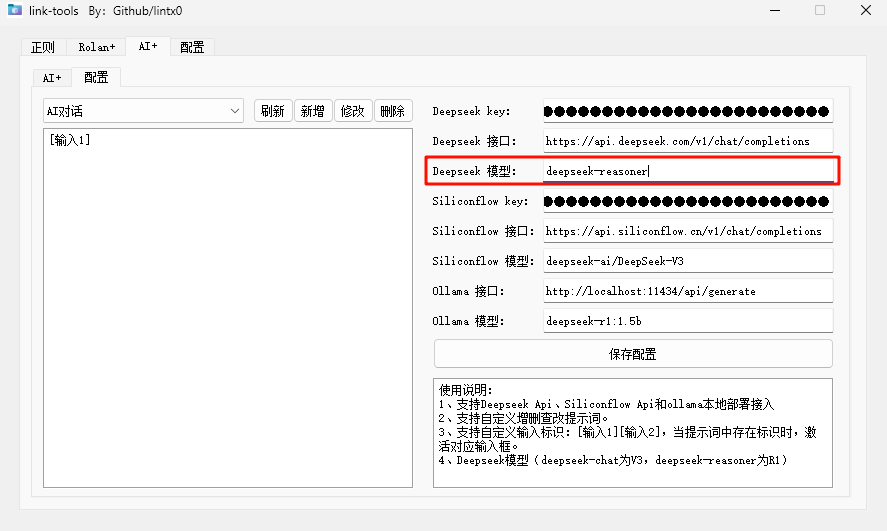 link-tools By: Github/lintx0
正则 Rolan+ AI+ 配置
AI+ 配置
AI对话 刷新 新增 修改 删除
[输入1]
Deepseek key: ●●●●●●●●●●●●●●●●●●●●●●●●
Deepseek 接口: https://api.deepseek.com/v1/chat/completions
Deepseek 模型: deepseek-reasoner
Siliconflow key: ●●●●●●●●●●●●●●●●●●●●●●●●
Siliconflow 接口: https://api.siliconflow.cn/v1/chat/completions
Siliconflow 模型: deepseek-ai/DeepSeek-V3
Ollama 接口: http://localhost:11434/api/generate
Ollama 模型: deepseek-r1:1.5b
保存配置
使用说明:
1、支持Deepseek Api、Siliconflow Api和ollama本地部署接入
2、支持自定义增删查改提示词。
3、支持自定义输入标识: [输入1][输入2]，当提示词中存在标识时，激
活对应输入框。
4、Deepseek模型（deepseek-chat为V3，deepseek-reasoner为R1）